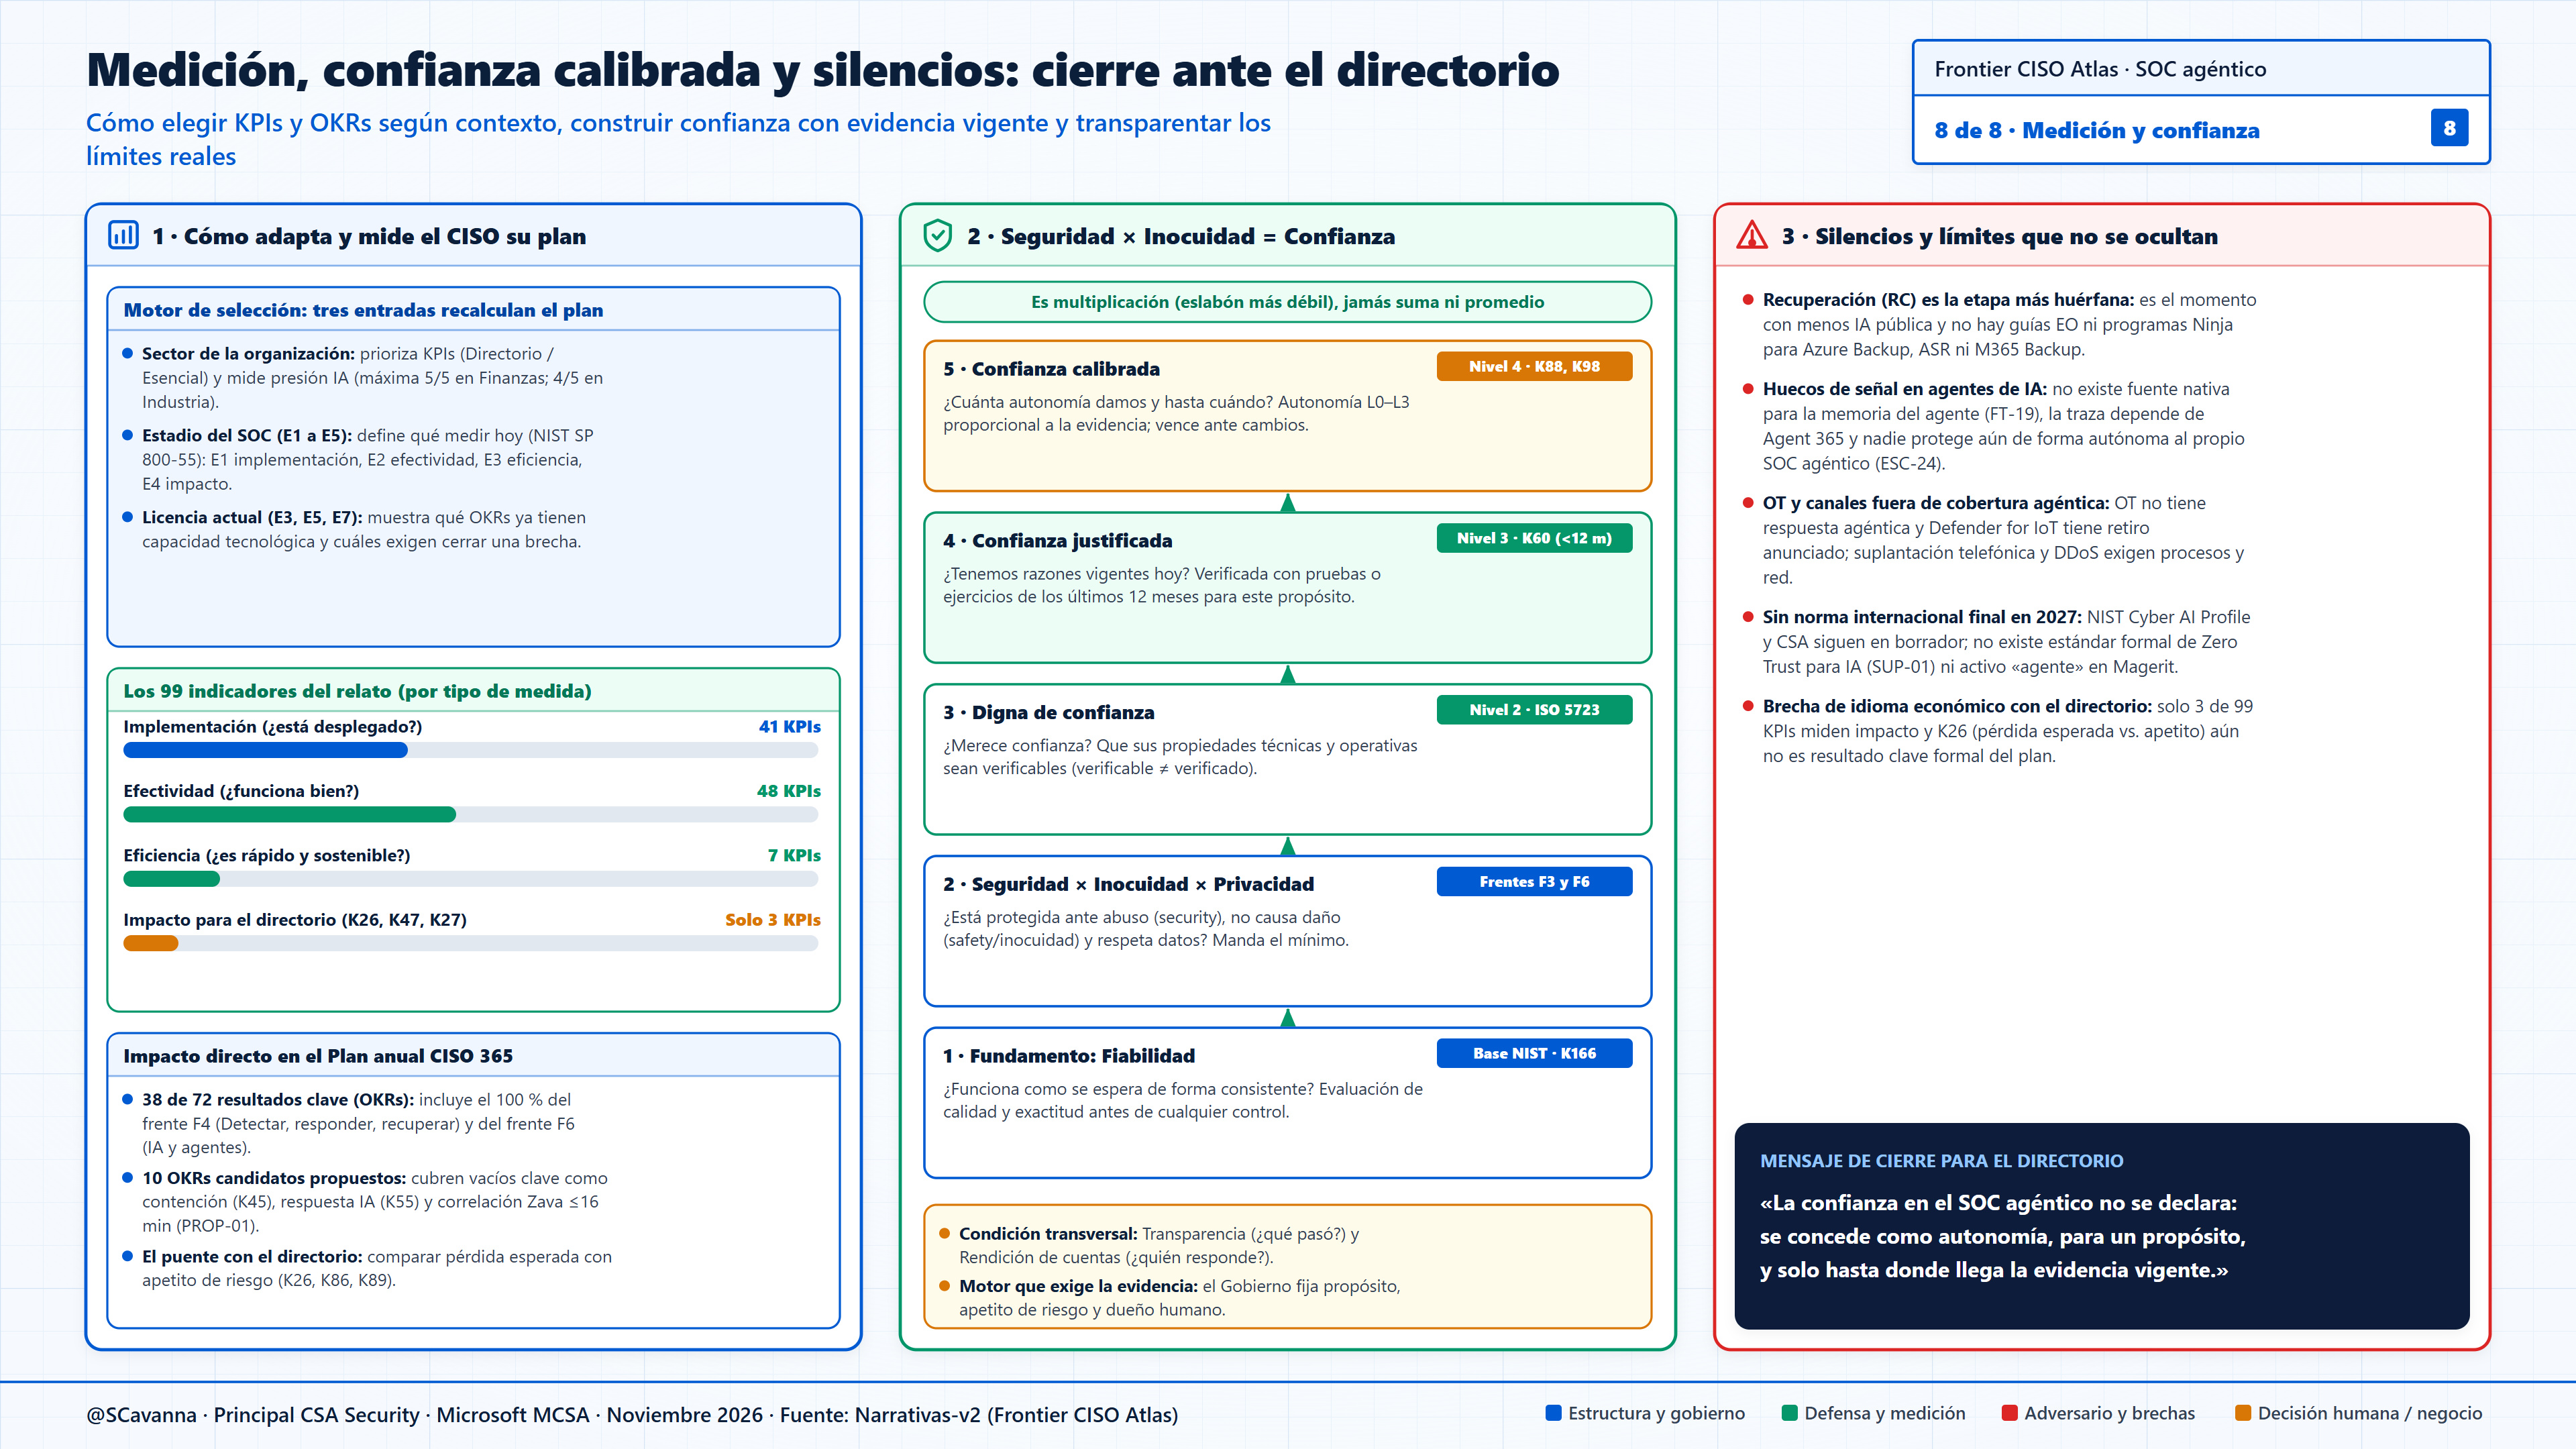 Medición, confianza calibrada y silencios: cierre ante el directorio
Cómo elegir KPIs y OKRs según contexto, construir confianza con evidencia vigente y transparentar los
límites reales
Frontier CISO Atlas · SOC agéntico
8 de 8 · Medición y confianza
8
1 · Cómo adapta y mide el CISO su plan
Motor de selección: tres entradas recalculan el plan
Sector de la organización: prioriza KPIs (Directorio /
Esencial) y mide presión IA (máxima 5/5 en Finanzas; 4/5 en
Industria).
Estadio del SOC (E1 a E5): define qué medir hoy (NIST SP
800-55): E1 implementación, E2 efectividad, E3 eficiencia,
E4 impacto.
Licencia actual (E3, E5, E7): muestra qué OKRs ya tienen
capacidad tecnológica y cuáles exigen cerrar una brecha.
Los 99 indicadores del relato (por tipo de medida)
Implementación (¿está desplegado?)
41 KPIs
Efectividad (¿funciona bien?)
48 KPIs
Eficiencia (¿es rápido y sostenible?)
7 KPIs
Impacto para el directorio (K26, K47, K27)
Solo 3 KPIs
Impacto directo en el Plan anual CISO 365
38 de 72 resultados clave (OKRs): incluye el 100 % del
frente F4 (Detectar, responder, recuperar) y del frente F6
(IA y agentes).
10 OKRs candidatos propuestos: cubren vacíos clave como
contención (K45), respuesta IA (K55) y correlación Zava ≤16
min (PROP-01).
El puente con el directorio: comparar pérdida esperada con
apetito de riesgo (K26, K86, K89).
2 · Seguridad × Inocuidad = Confianza
Es multiplicación (eslabón más débil), jamás suma ni promedio
5 · Confianza calibrada
Nivel 4 · K88, K98
¿Cuánta autonomía damos y hasta cuándo? Autonomía L0–L3
proporcional a la evidencia; vence ante cambios.
4 · Confianza justificada
Nivel 3 · K60 (<12 m)
¿Tenemos razones vigentes hoy? Verificada con pruebas o
ejercicios de los últimos 12 meses para este propósito.
3 · Digna de confianza
Nivel 2 · ISO 5723
¿Merece confianza? Que sus propiedades técnicas y operativas
sean verificables (verificable ≠ verificado).
2 · Seguridad × Inocuidad × Privacidad
Frentes F3 y F6
¿Está protegida ante abuso (security), no causa daño
(safety/inocuidad) y respeta datos? Manda el mínimo.
1 · Fundamento: Fiabilidad
Base NIST · K166
¿Funciona como se espera de forma consistente? Evaluación de
calidad y exactitud antes de cualquier control.
Condición transversal: Transparencia (¿qué pasó?) y
Rendición de cuentas (¿quién responde?).
Motor que exige la evidencia: el Gobierno fija propósito,
apetito de riesgo y dueño humano.
3 · Silencios y límites que no se ocultan
Recuperación (RC) es la etapa más huérfana: es el momento
con menos IA pública y no hay guías EO ni programas Ninja
para Azure Backup, ASR ni M365 Backup.
Huecos de señal en agentes de IA: no existe fuente nativa
para la memoria del agente (FT-19), la traza depende de
Agent 365 y nadie protege aún de forma autónoma al propio
SOC agéntico (ESC-24).
OT y canales fuera de cobertura agéntica: OT no tiene
respuesta agéntica y Defender for IoT tiene retiro
anunciado; suplantación telefónica y DDoS exigen procesos y
red.
Sin norma internacional final en 2027: NIST Cyber AI Profile
y CSA siguen en borrador; no existe estándar formal de Zero
Trust para IA (SUP-01) ni activo «agente» en Magerit.
Brecha de idioma económico con el directorio: solo 3 de 99
KPIs miden impacto y K26 (pérdida esperada vs. apetito) aún
no es resultado clave formal del plan.
MENSAJE DE CIERRE PARA EL DIRECTORIO
«La confianza en el SOC agéntico no se declara:
se concede como autonomía, para un propósito,
y solo hasta donde llega la evidencia vigente.»
@SCavanna · Principal CSA Security · Microsoft MCSA · Noviembre 2026 · Fuente: Narrativas-v2 (Frontier CISO Atlas)
Estructura y gobierno
Defensa y medición
Adversario y brechas
Decisión humana / negocio